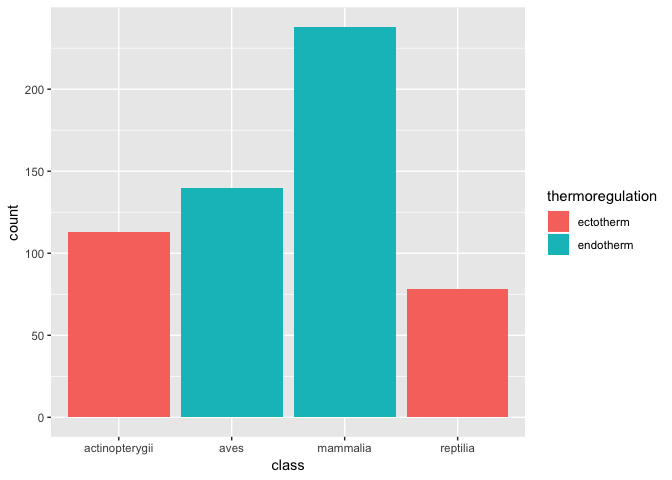 count
200
150
100
50
0
actinopterygii aves mammalia reptilia
class
thermoregulation
ectotherm
endotherm